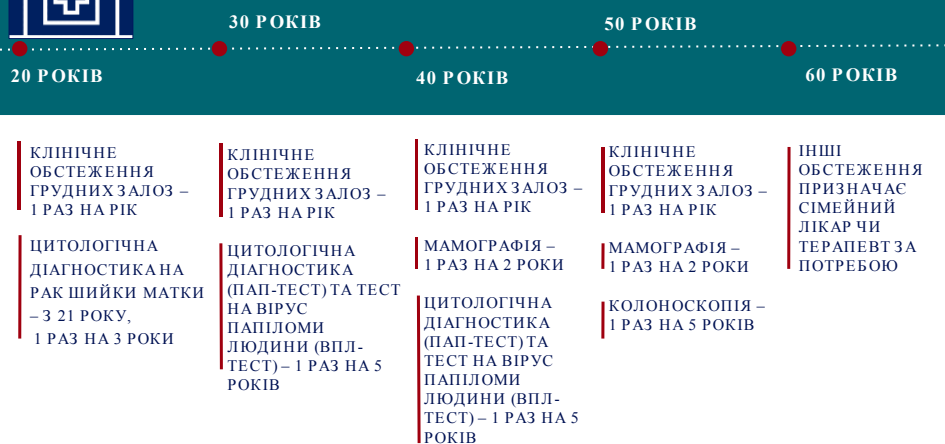 30 РОКІВ
50 РОКІВ
20 РОКІВ
40 РОКІВ
60 РОКІВ
КЛІНІЧНЕ
ОБСТЕЖЕННЯ
ГРУДНИХ ЗАЛОЗ –
1 РАЗ НА РІК
ЦИТОЛОГІЧНА
ДІАГНОСТИКА НА
РАК ШИЙКИ МАТКИ
– З 21 РОКУ,
1 РАЗ НА 3 РОКИ
КЛІНІЧНЕ
ОБСТЕЖЕННЯ
ГРУДНИХ ЗАЛОЗ –
1 РАЗ НА РІК
ЦИТОЛОГІЧНА
ДІАГНОСТИКА
(ПАП-ТЕСТ) ТА ТЕСТ
НА ВІРУС
ПАПІЛОМИ
ЛЮДИНИ (ВПЛ-
ТЕСТ) – 1 РАЗ НА 5
РОКІВ
КЛІНІЧНЕ
ОБСТЕЖЕННЯ
ГРУДНИХ ЗАЛОЗ –
1 РАЗ НА РІК
МАМОГРАФІЯ –
1 РАЗ НА 2 РОКИ
ЦИТОЛОГІЧНА
ДІАГНОСТИКА
(ПАП-ТЕСТ) ТА
ТЕСТ НА ВІРУС
ПАПІЛОМИ
ЛЮДИНИ (ВПЛ-
ТЕСТ) – 1 РАЗ НА 5
РОКІВ
КЛІНІЧНЕ
ОБСТЕЖЕННЯ
ГРУДНИХ ЗАЛОЗ –
1 РАЗ НА РІК
МАМОГРАФІЯ –
1 РАЗ НА 2 РОКИ
КОЛОНОСКОПІЯ –
1 РАЗ НА 5 РОКІВ
ІНШІ
ОБСТЕЖЕННЯ
ПРИЗНАЧАЄ
СІМЕЙНИЙ
ЛІКАР ЧИ
ТЕРАПЕВТ ЗА
ПОТРЕБОЮ